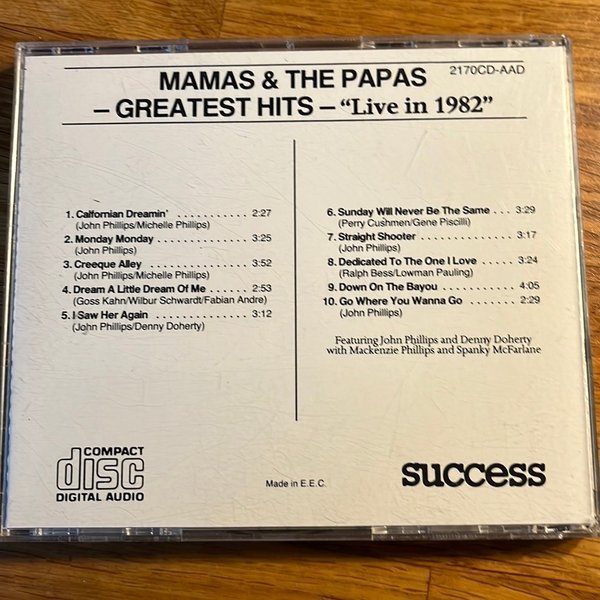 MAMAS & THE PAPAS
2170CD-AAD
– GREATEST HITS – “Live in 1982”
1. Calfornian Dreamin' . . . . . . . . . . . 2:27
(John Phillips/Michelle Phillips)
2. Monday Monday . . . . . . . . . . . . . 3:25
(John Phillips)
3. Creeque Alley . . . . . . . . . . . . . . 3:52
(John Phillips/Michelle Phillips)
4. Dream A Little Dream Of Me . . . . . 2:53
(Goss Kahn/Wilbur Schwardt/Fabian Andre)
5. I Saw Her Again . . . . . . . . . . . . 3:12
(John Phillips/Denny Doherty)
6. Sunday Will Never Be The Same . . . 3:29
(Perry Cushmen/Gene Piscilli)
7. Straight Shooter . . . . . . . . . . . . 3:17
(John Phillips)
8. Dedicated To The One I Love . . . . 3:24
(Ralph Bess/Lowman Pauling)
9. Down On The Bayou . . . . . . . . . . 4:05
10. Go Where You Wanna Go . . . . . . 2:29
(John Phillips)
Featuring John Phillips and Denny Doherty
with Mackenzie Phillips and Spanky McFarlane
COMPACT
disc
DIGITAL AUDIO
Made in E.E.C.
success